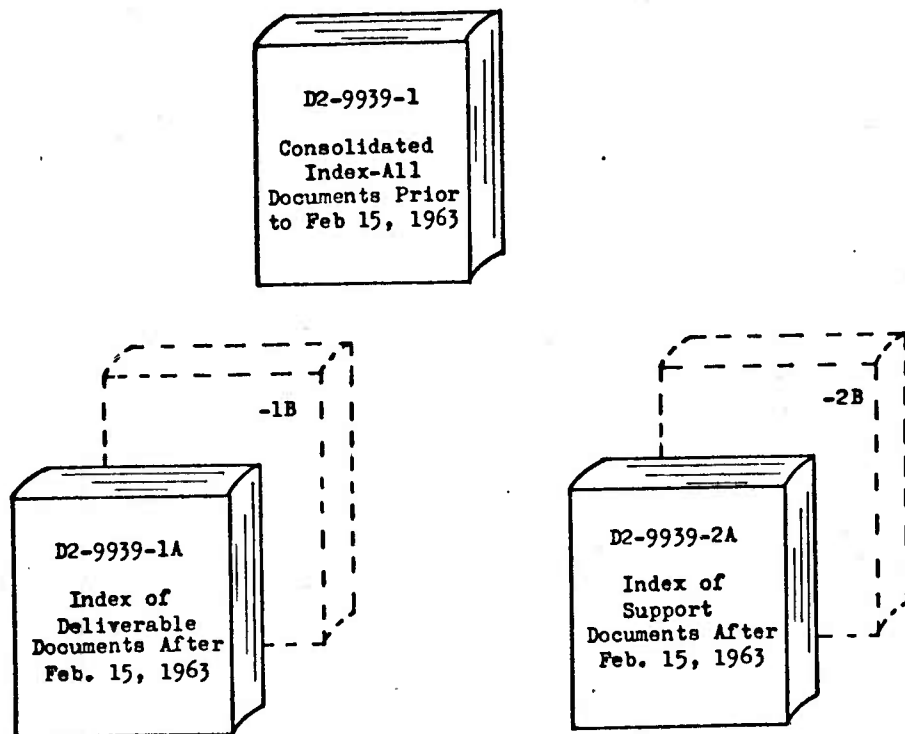 D2-9939-1
Consolidated
Index-All
Documents Prior
to Feb 15, 1963
-1B
D2-9939-1A
Index of
Deliverable
Documents After
Feb. 15, 1963
-2B
D2-9939-2A
Index of
Support
Documents After
Feb. 15, 1963